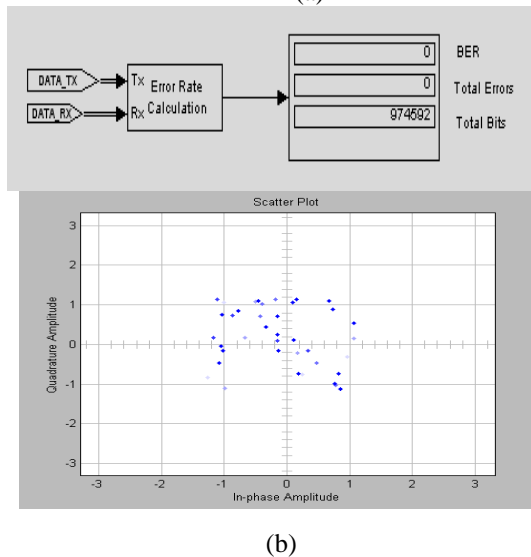 0 BER
DATA_TX Tx Error Rate 0 Total Errors
DATA_RX Rx Calculation 974592 Total Bits
Scatter Plot
3
2
1
0
-1
-2
-3
Quadrature Amplitude
-3 -2 -1 0 1 2 3
In-phase Amplitude
(b)